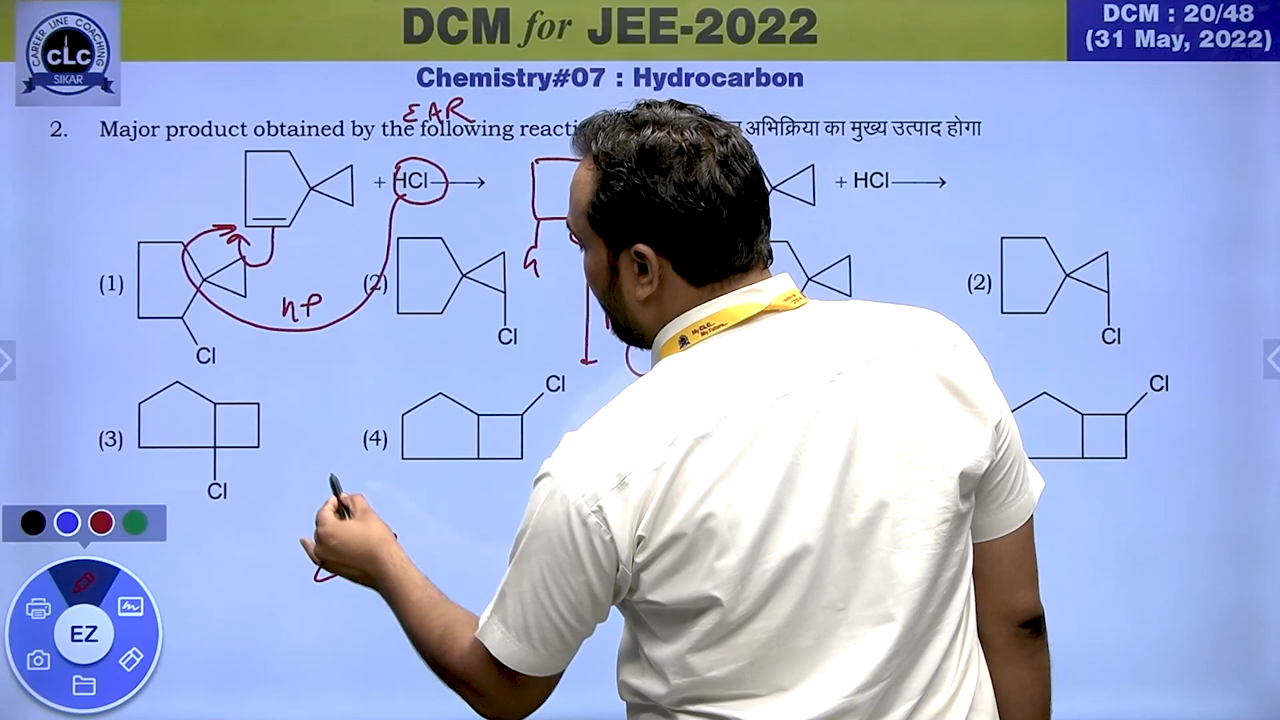 DCM for JEE-2022
DCM : 20/48
(31 May, 2022)
CAREER LINE COACHING
CLC
SIKAR
Chemistry#07 : Hydrocarbon
EAR
2. Major product obtained by the following reacti
अभिक्रिया का मुख्य उत्पाद होगा
+ HCl
+ HCl
(1)
Cl
(2)
Cl
(2)
Cl
np
(3)
Cl
(4)
Cl
Cl
EZ